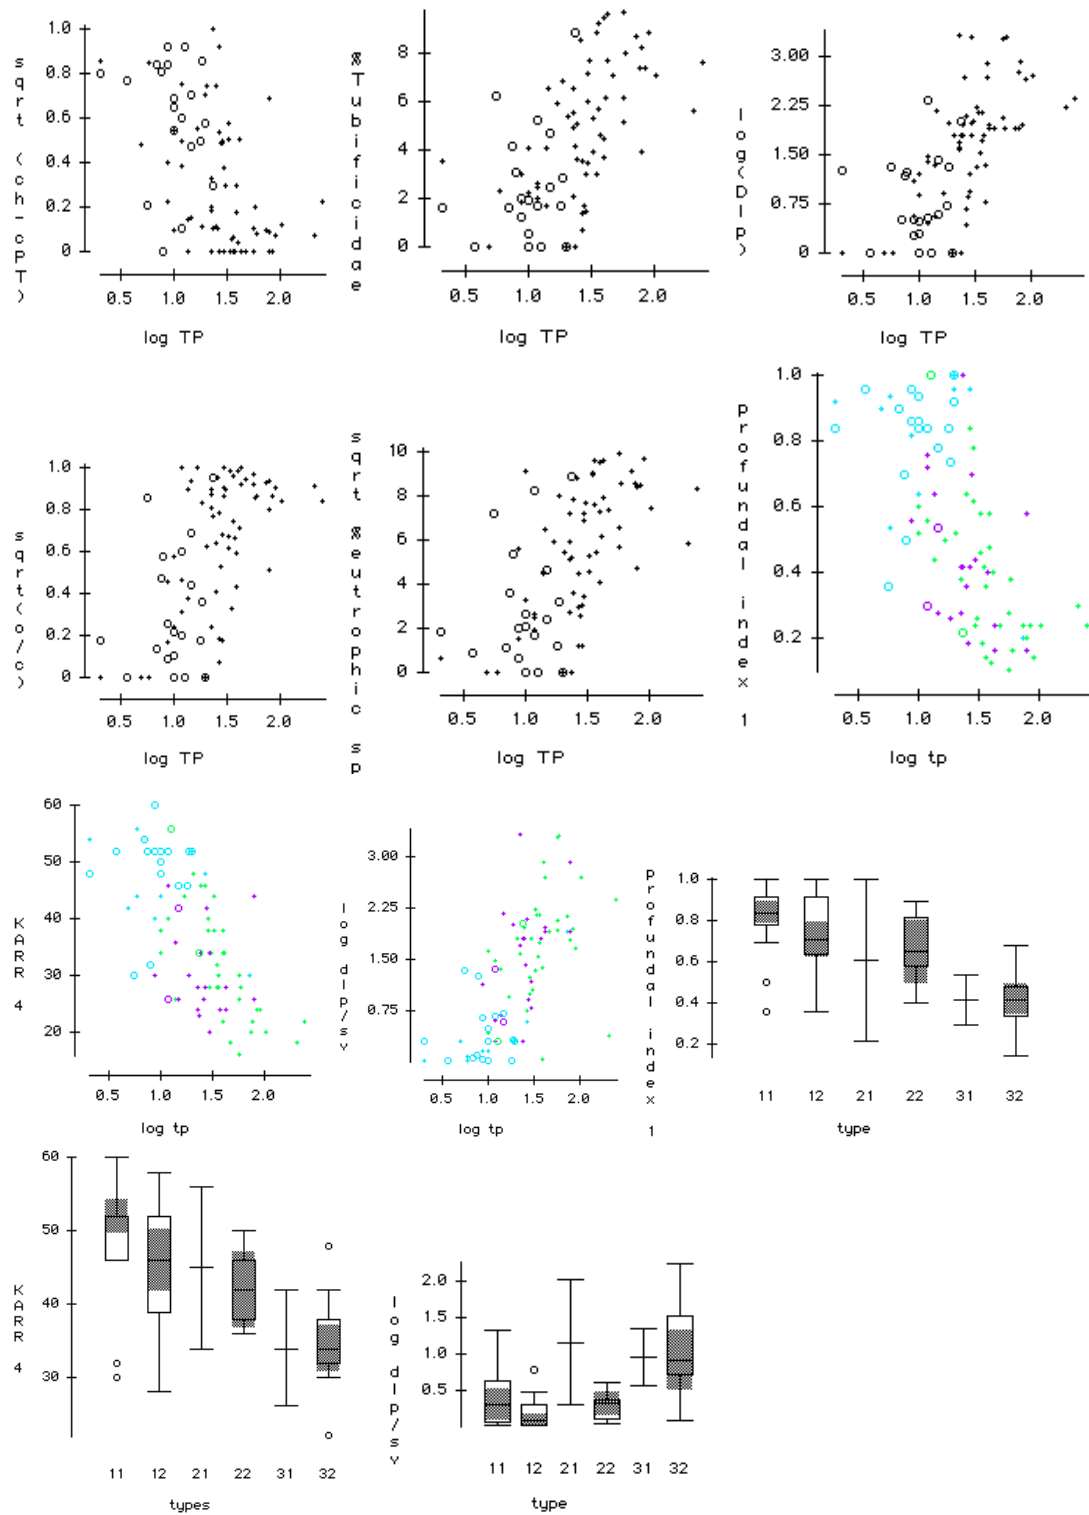 sqrt (ch-cPT)
1.0
0.8
0.6
0.4
0.2
0
0.5 1.0 1.5 2.0
log TP
%Tubificidae
8
6
4
2
0
0.5 1.0 1.5 2.0
log TP
log(DIP)
3.00
2.25
1.50
0.75
0
0.5 1.0 1.5 2.0
log TP
sqrt(o/c)
1.0
0.8
0.6
0.4
0.2
0
0.5 1.0 1.5 2.0
log TP
sqrt %eutrophic sp
10
8
6
4
2
0
0.5 1.0 1.5 2.0
log TP
profundal index 1
1.0
0.8
0.6
0.4
0.2
0.5 1.0 1.5 2.0
log tp
KARR 4
60
50
40
30
20
0.5 1.0 1.5 2.0
log tp
log dip/sv
3.00
2.25
1.50
0.75
0.5 1.0 1.5 2.0
log tp
profundal index 1
1.0
0.8
0.6
0.4
0.2
11 12 21 22 31 32
type
KARR 4
60
50
40
30
11 12 21 22 31 32
types
log dip/sv
2.0
1.5
1.0
0.5
11 12 21 22 31 32
type